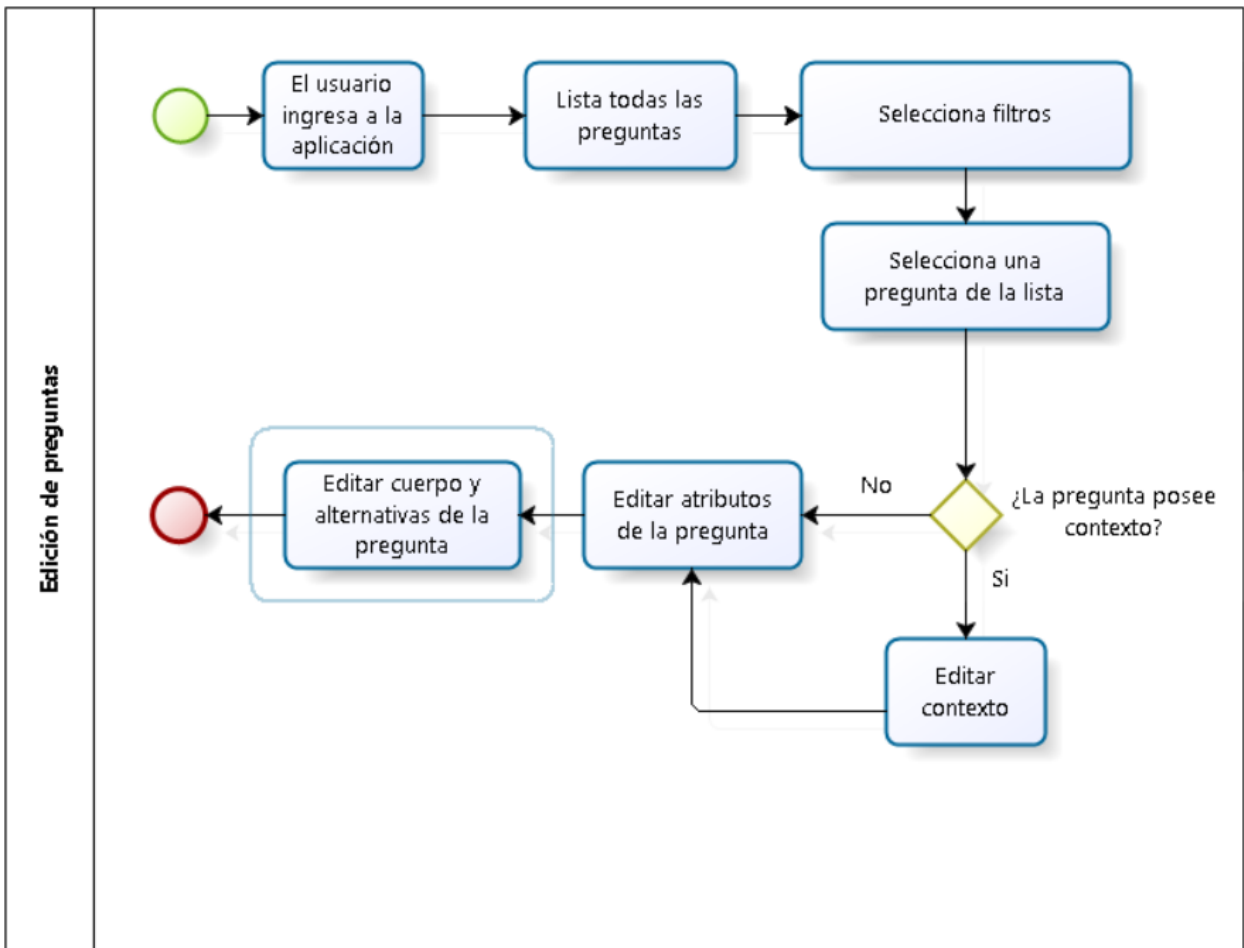 Edición de preguntas
El usuario
ingresa a la
aplicación
Lista todas las
preguntas
Selecciona filtros
Selecciona una
pregunta de la lista
¿La pregunta posee
contexto?
No
Si
Editar
contexto
Editar atributos
de la pregunta
Editar cuerpo y
alternativas de la
pregunta